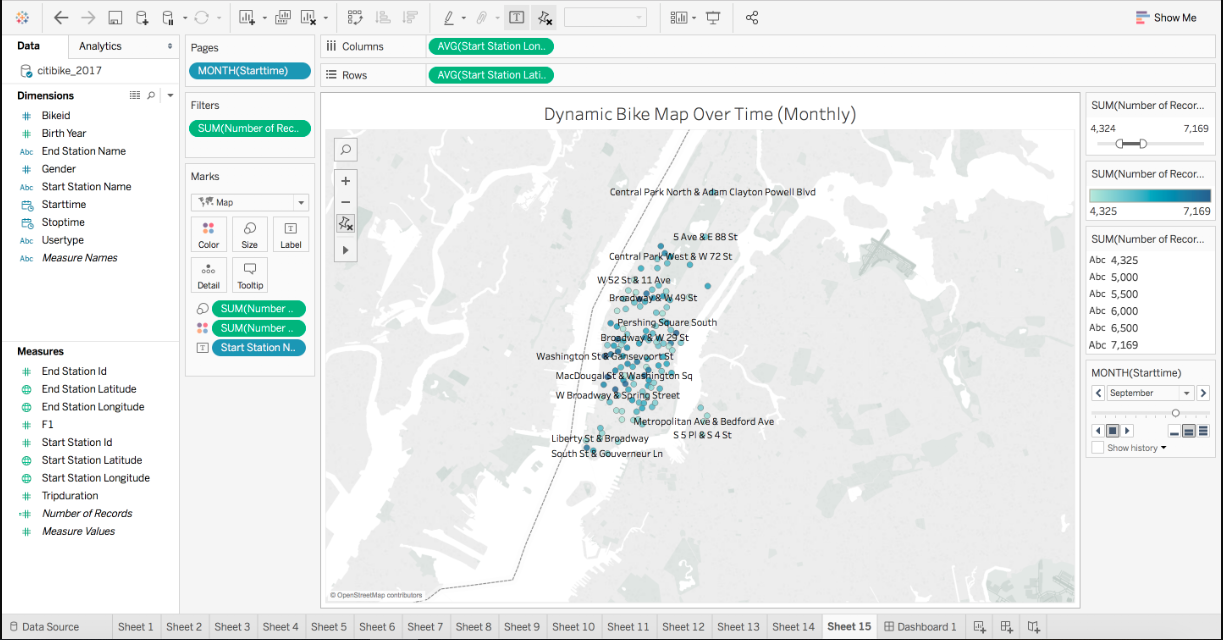 Show Me
Data
Analytics
citibike_2017
Dimensions
Bikeid
Birth Year
Abc End Station Name
Gender
Abc Start Station Name
Starttime
Stoptime
Abc Usertype
Abc Measure Names
Measures
End Station Id
End Station Latitude
End Station Longitude
F1
Start Station Id
Start Station Latitude
Start Station Longitude
Tripduration
Number of Records
Measure Values
Pages
MONTH(Starttime)
Filters
SUM(Number of Rec..
Marks
Map
Color
Size
Label
Detail
Tooltip
SUM(Number ..
SUM(Number ..
Start Station N..
Columns
AVG(Start Station Lon..
Rows
AVG(Start Station Lati..
Dynamic Bike Map Over Time (Monthly)
Central Park North & Adam Clayton Powell Blvd
5 Ave & E 88 St
Central Park West & W 72 St
W 52 St & 11 Ave
Broadway & W 49 St
Pershing Square South
Broadway & W 29 St
Washington St & Gansevoort St
MacDougal St & Washington Sq
W Broadway & Spring Street
Metropolitan Ave & Bedford Ave
S 5 Pl & S 4 St
Liberty St & Broadway
South St & Gouverneur Ln
© OpenStreetMap contributors
SUM(Number of Recor...
4,324 7,169
SUM(Number of Recor...
4,325 7,169
SUM(Number of Recor...
Abc 4,325
Abc 5,000
Abc 5,500
Abc 6,000
Abc 6,500
Abc 7,169
MONTH(Starttime)
September
Show history
Data Source
Sheet 1
Sheet 2
Sheet 3
Sheet 4
Sheet 5
Sheet 6
Sheet 7
Sheet 8
Sheet 9
Sheet 10
Sheet 11
Sheet 12
Sheet 13
Sheet 14
Sheet 15
Dashboard 1